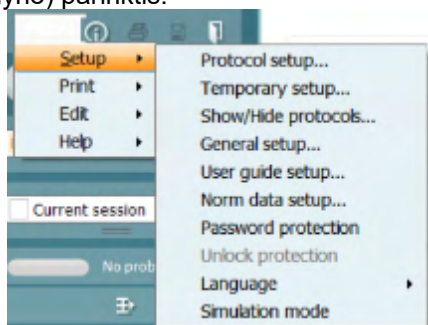 parinktis.
Setup
Print
Edit
Help
Protocol setup...
Temporary setup...
Show/Hide protocols...
General setup...
User guide setup...
Norm data setup...
Password protection
Unlock protection
Language
Simulation mode
Current session
No prob